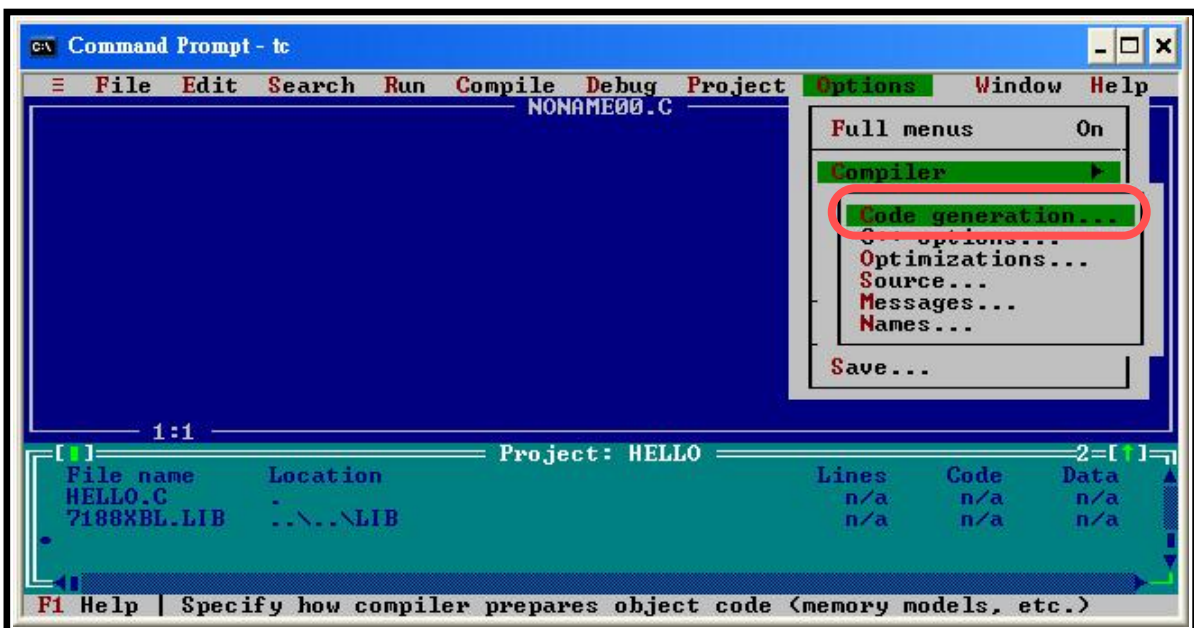 Command Prompt - tc
≡ File Edit Search Run Compile Debug Project Options Window Help
NONAME00.C
Full menus On
Compiler
Code generation...
C++ options...
Optimizations...
Source...
Messages...
Names...
Save...
1:1
Project: HELLO 2=[↑]
File name Location Lines Code Data
HELLO.C . n/a n/a n/a
7188XBL.LIB ..\..\LIB n/a n/a n/a
F1 Help | Specify how compiler prepares object code (memory models, etc.)